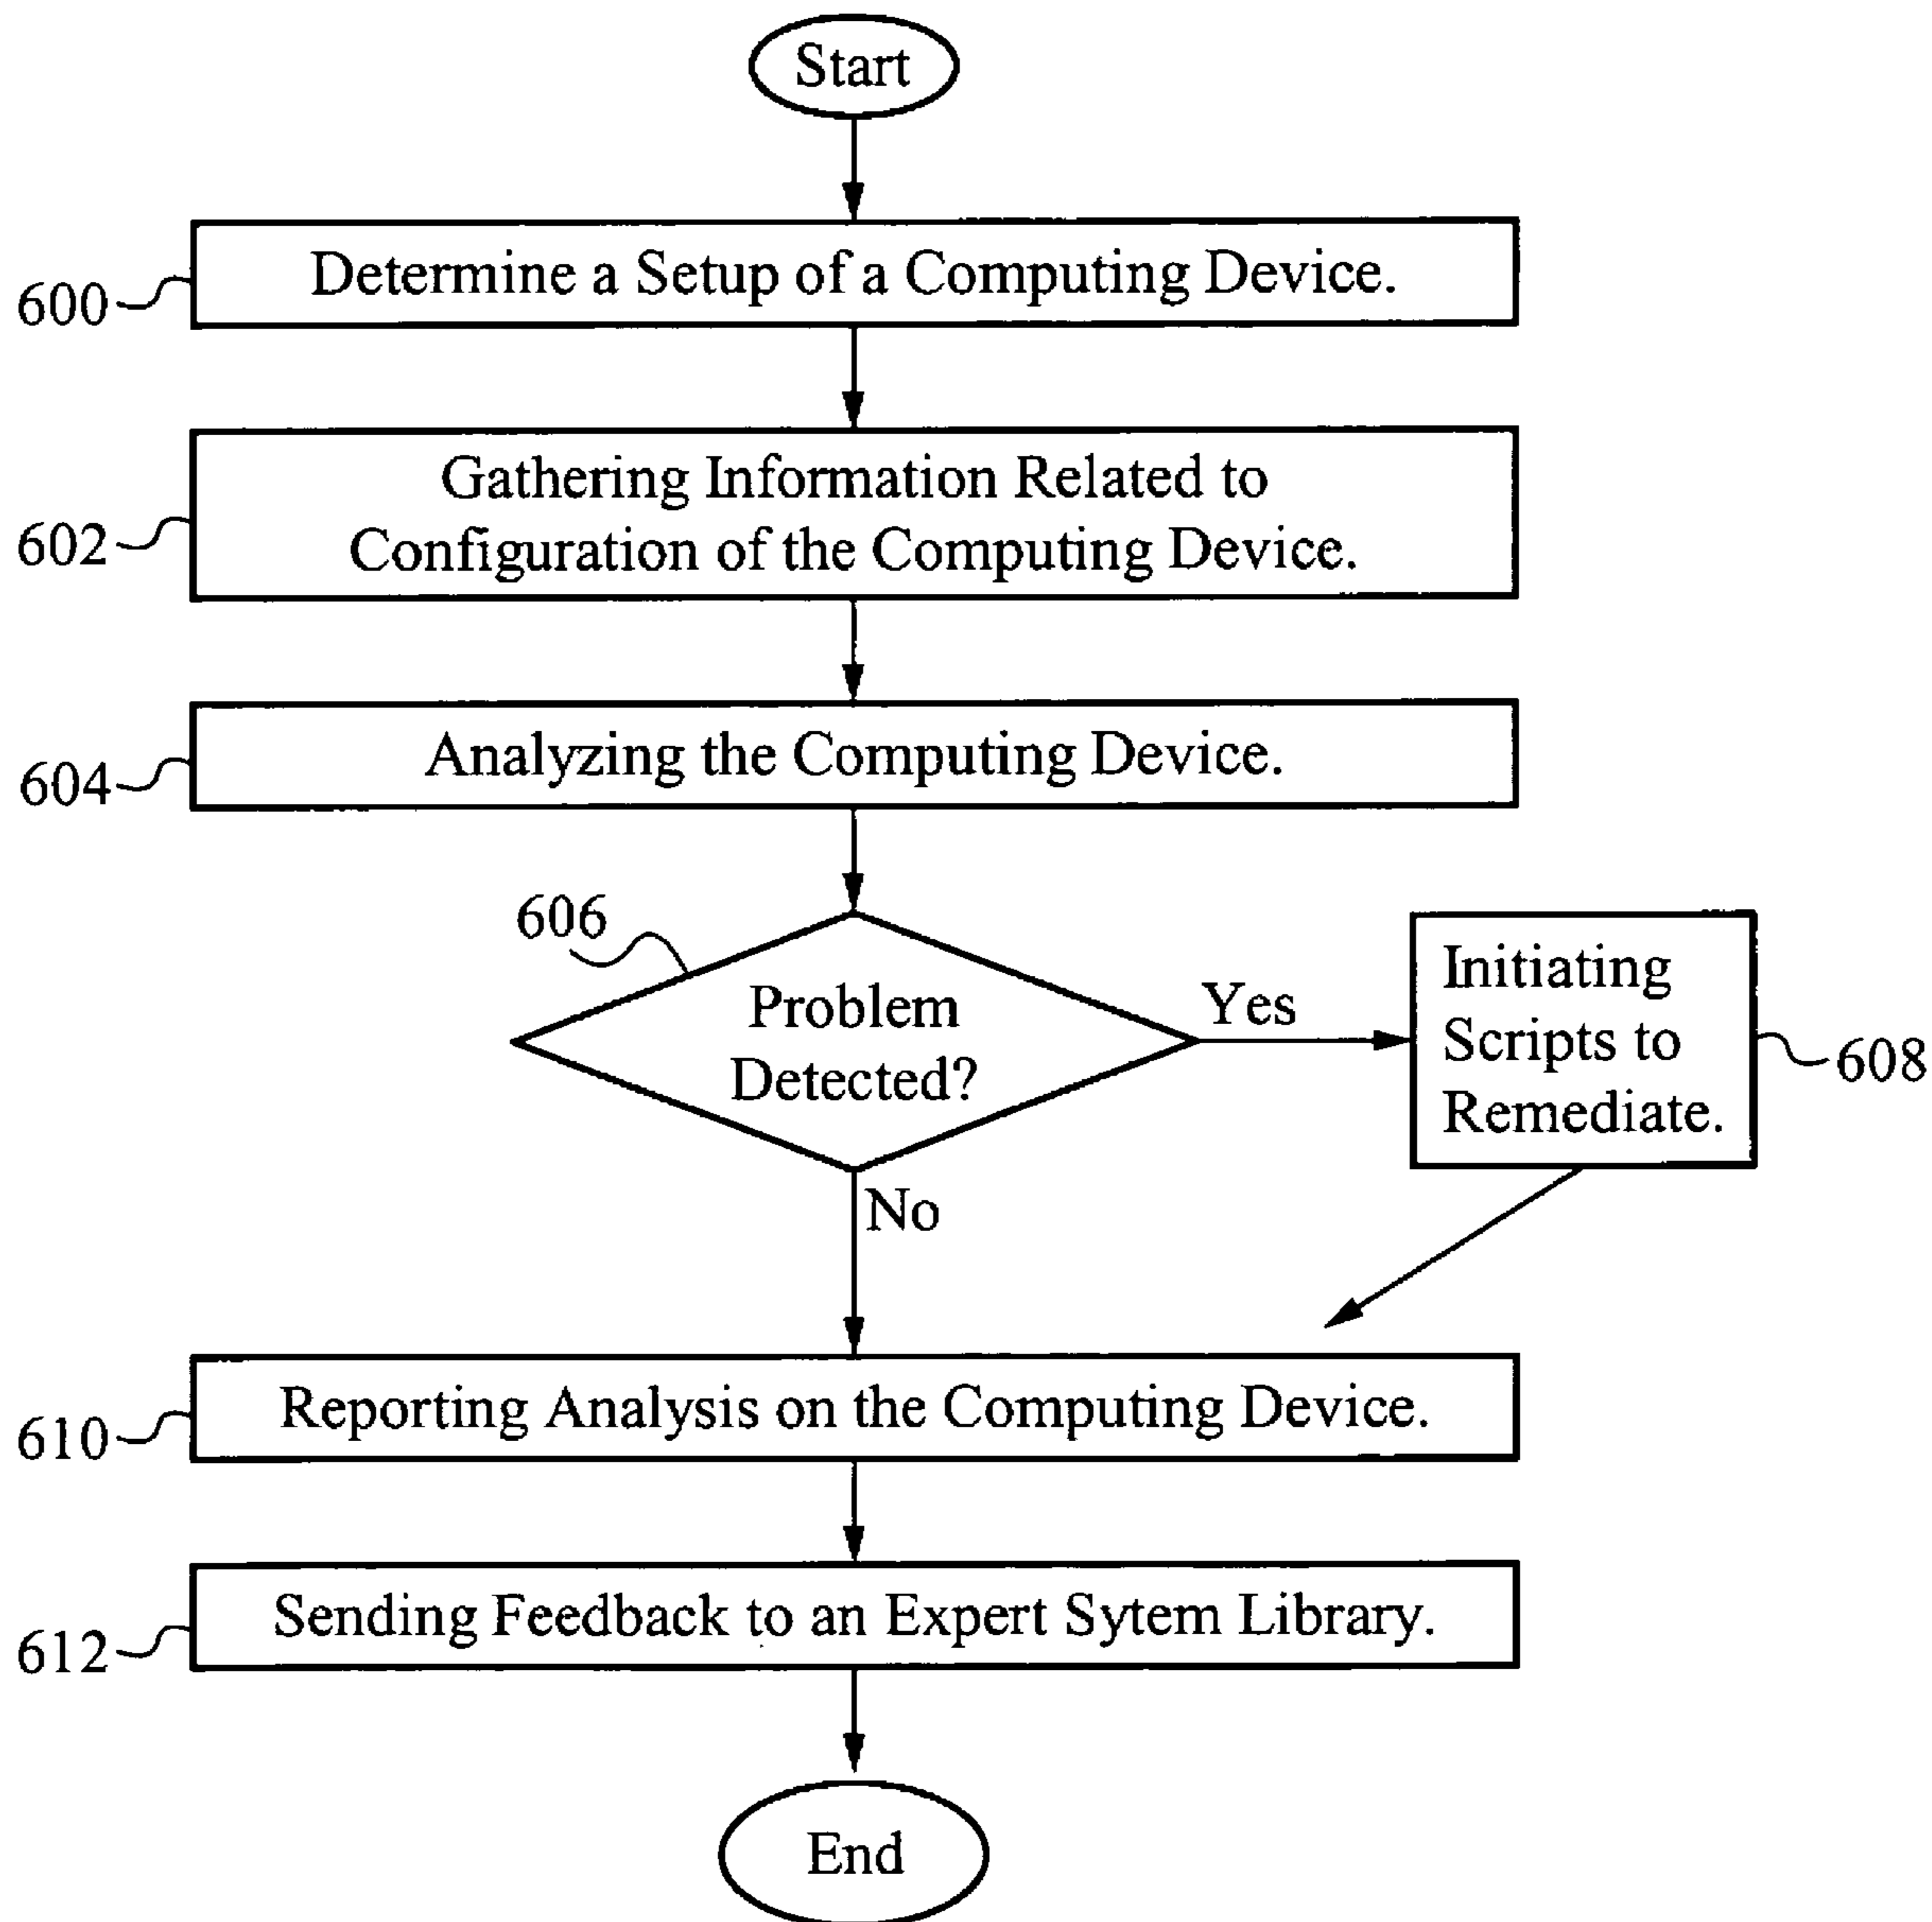 Start
600
Determine a Setup of a Computing Device.
602
Gathering Information Related to
Configuration of the Computing Device.
604
Analyzing the Computing Device.
606
Problem
Detected?
Yes
Initiating
Scripts to
Remediate.
608
No
610
Reporting Analysis on the Computing Device.
612
Sending Feedback to an Expert Sytem Library.
End